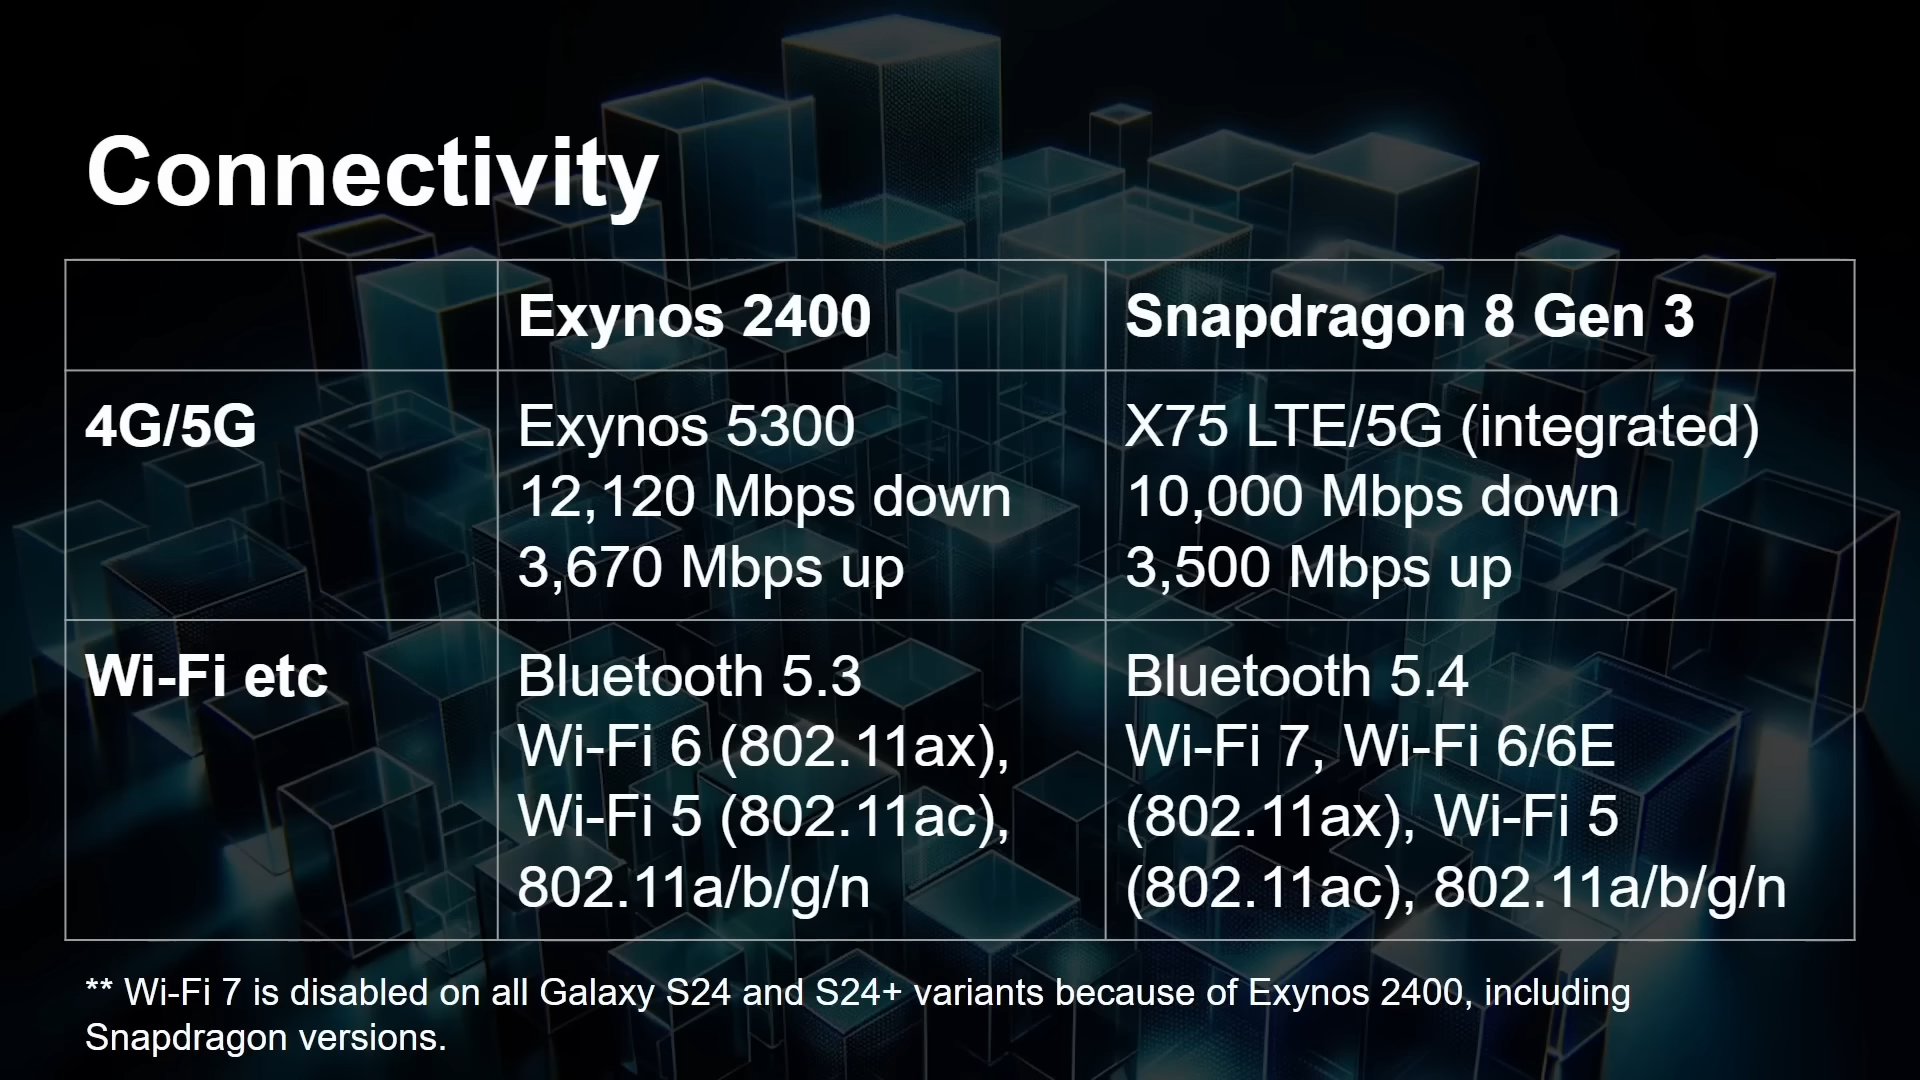 Connectivity
Exynos 2400
Snapdragon 8 Gen 3
4G/5G
Exynos 5300
12,120 Mbps down
3,670 Mbps up
X75 LTE/5G (integrated)
10,000 Mbps down
3,500 Mbps up
Wi-Fi etc
Bluetooth 5.3
Wi-Fi 6 (802.11ax),
Wi-Fi 5 (802.11ac),
802.11a/b/g/n
Bluetooth 5.4
Wi-Fi 7, Wi-Fi 6/6E
(802.11ax), Wi-Fi 5
(802.11ac), 802.11a/b/g/n
** Wi-Fi 7 is disabled on all Galaxy S24 and S24+ variants because of Exynos 2400, including
Snapdragon versions.